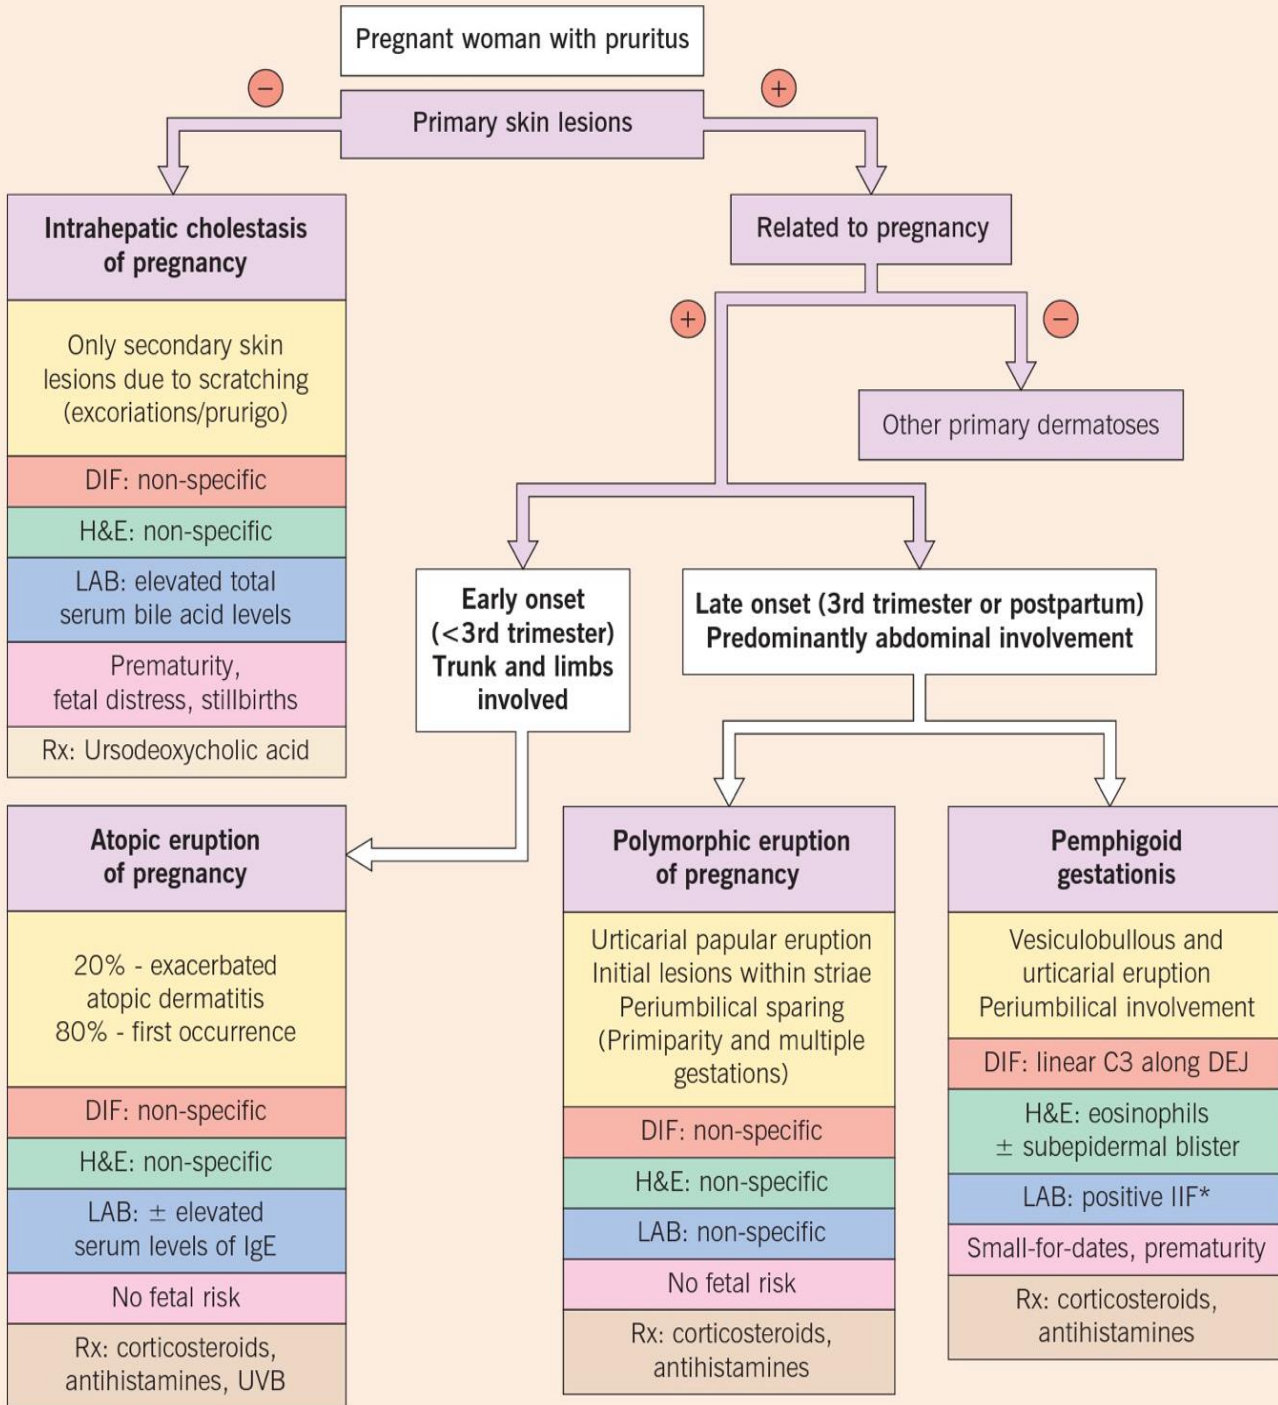 Pregnant woman with pruritus
−
+
Primary skin lesions
Intrahepatic cholestasis
of pregnancy
Only secondary skin
lesions due to scratching
(excoriations/prurigo)
DIF: non-specific
H&E: non-specific
LAB: elevated total
serum bile acid levels
Prematurity,
fetal distress, stillbirths
Rx: Ursodeoxycholic acid
Related to pregnancy
+
−
Other primary dermatoses
Early onset
(<3rd trimester)
Trunk and limbs
involved
Late onset (3rd trimester or postpartum)
Predominantly abdominal involvement
Atopic eruption
of pregnancy
20% - exacerbated
atopic dermatitis
80% - first occurrence
DIF: non-specific
H&E: non-specific
LAB: ± elevated
serum levels of IgE
No fetal risk
Rx: corticosteroids,
antihistamines, UVB
Polymorphic eruption
of pregnancy
Urticarial papular eruption
Initial lesions within striae
Periumbilical sparing
(Primiparity and multiple
gestations)
DIF: non-specific
H&E: non-specific
LAB: non-specific
No fetal risk
Rx: corticosteroids,
antihistamines
Pemphigoid
gestationis
Vesiculobullous and
urticarial eruption
Periumbilical involvement
DIF: linear C3 along DEJ
H&E: eosinophils
± subepidermal blister
LAB: positive IIF*
Small-for-dates, prematurity
Rx: corticosteroids,
antihistamines